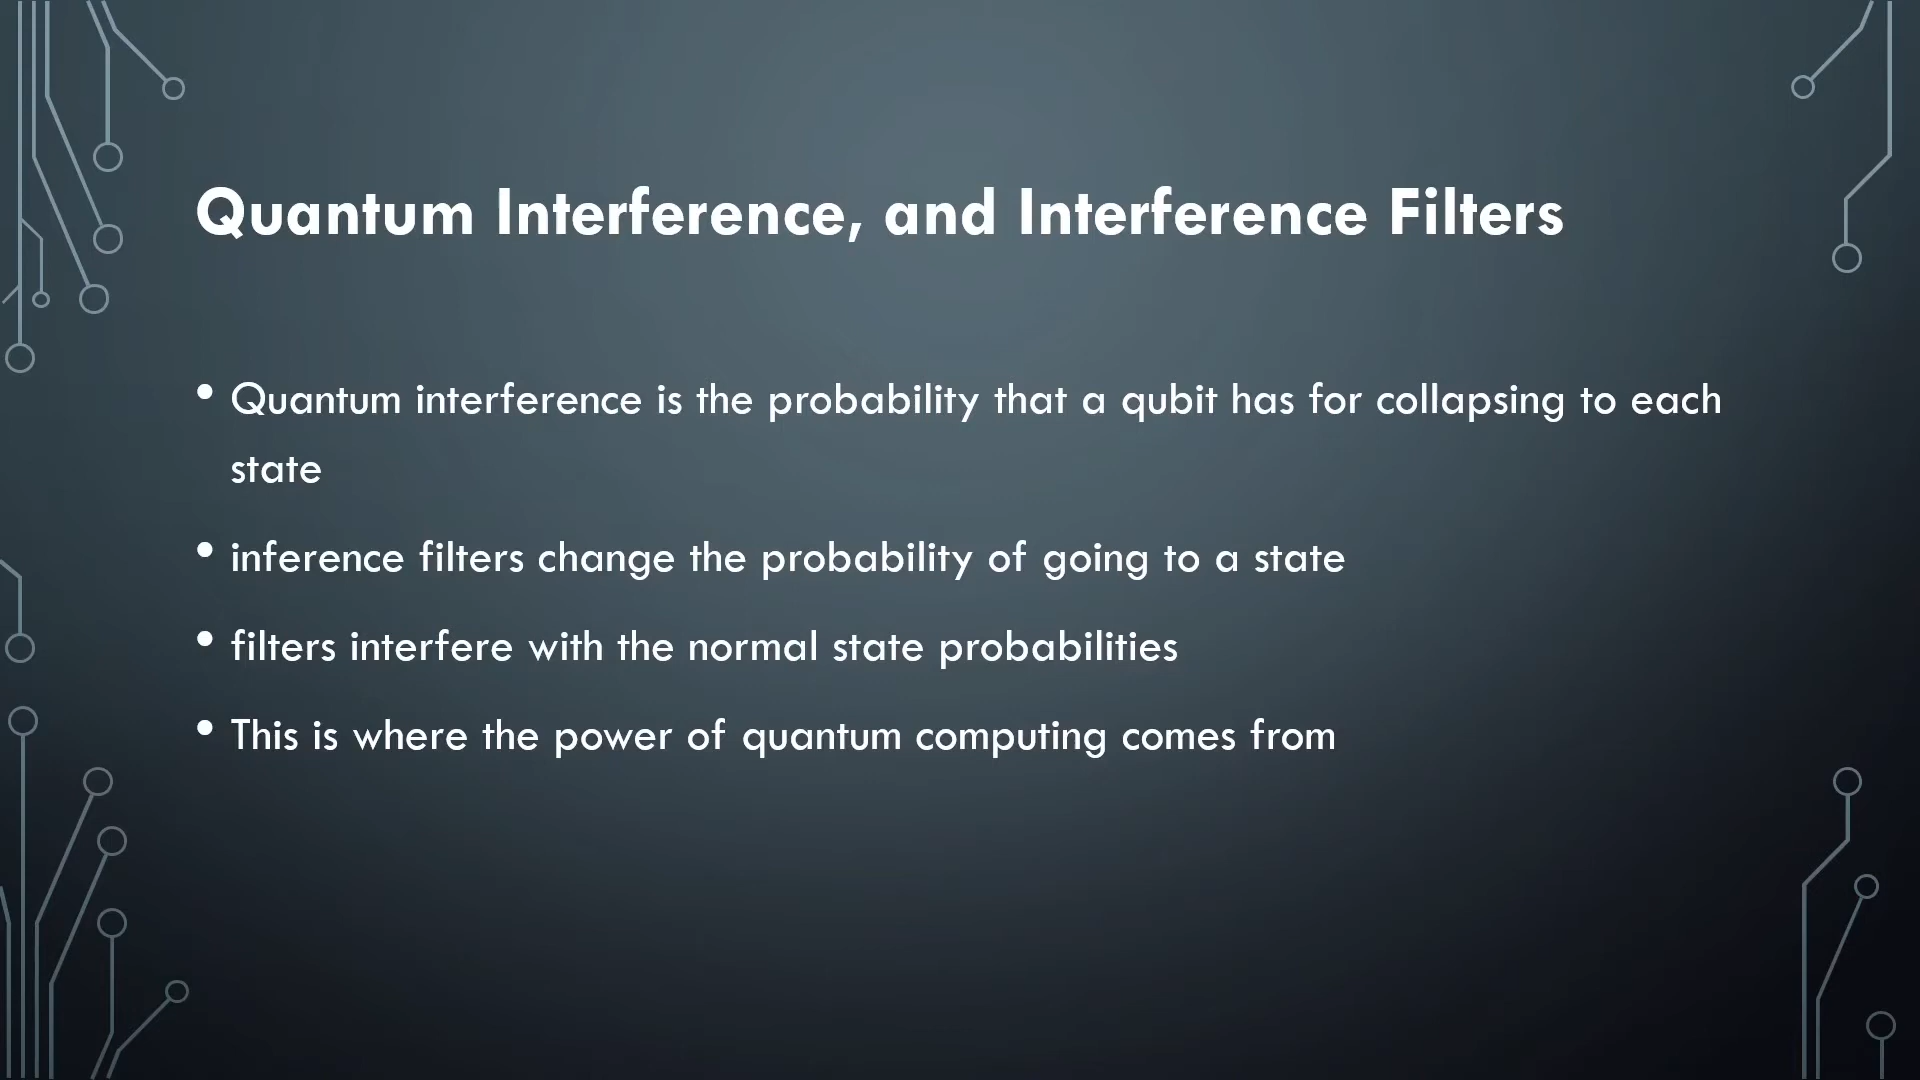 Quantum Interference, and Interference Filters
• Quantum interference is the probability that a qubit has for collapsing to each
state
• inference filters change the probability of going to a state
• filters interfere with the normal state probabilities
• This is where the power of quantum computing comes from